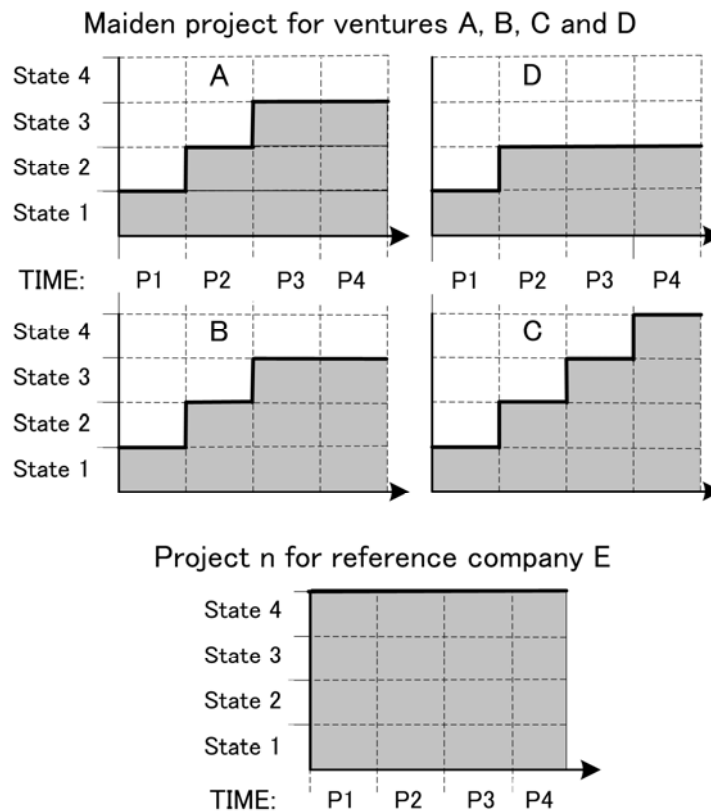 Maiden project for ventures A, B, C and D
State 4
State 3
State 2
State 1
A
D
TIME: P1 P2 P3 P4 P1 P2 P3 P4
State 4
State 3
State 2
State 1
B
C
Project n for reference company E
State 4
State 3
State 2
State 1
TIME: P1 P2 P3 P4